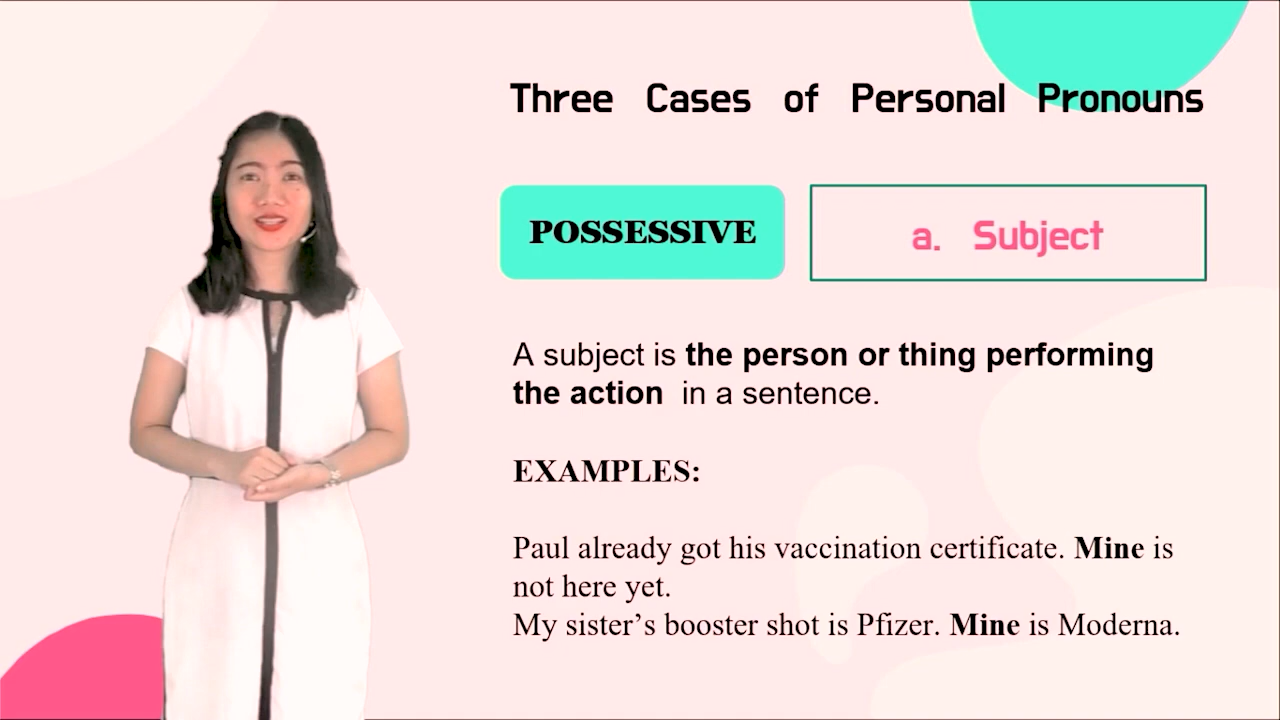 Three Cases of Personal Pronouns
POSSESSIVE
a. Subject
A subject is the person or thing performing
the action in a sentence.
EXAMPLES:
Paul already got his vaccination certificate. Mine is
not here yet.
My sister’s booster shot is Pfizer. Mine is Moderna.